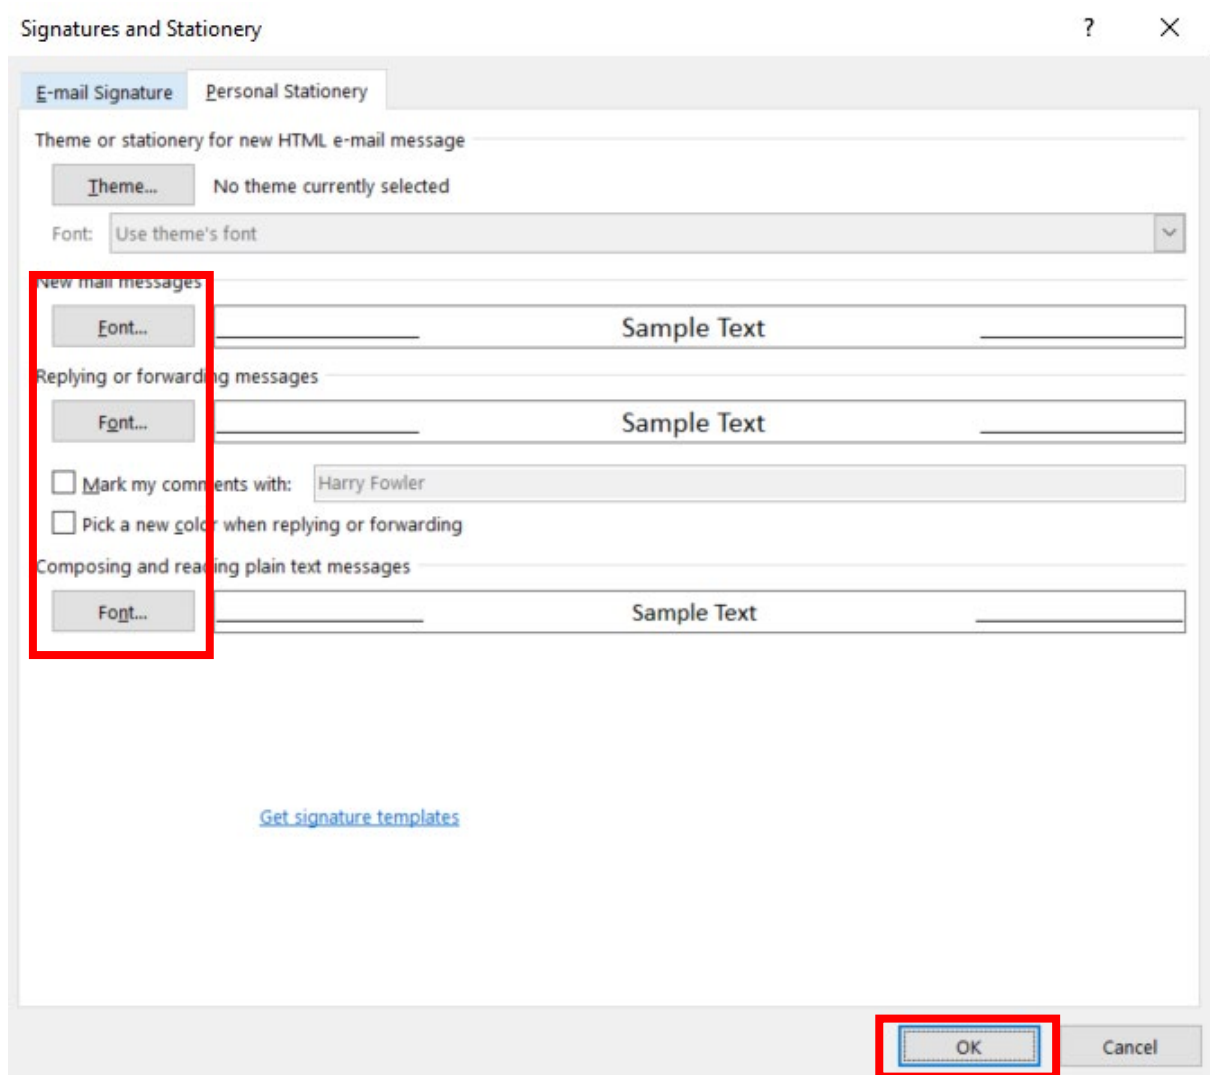 Signatures and Stationery ?
E-mail Signature Personal Stationery
Theme or stationery for new HTML e-mail message
Theme... No theme currently selected
Font: Use theme's font
New mail messages
Font... Sample Text
Replying or forwarding messages
Font... Sample Text
Mark my comments with: Harry Fowler
Pick a new color when replying or forwarding
Composing and reading plain text messages
Font... Sample Text
Get signature templates
OK Cancel